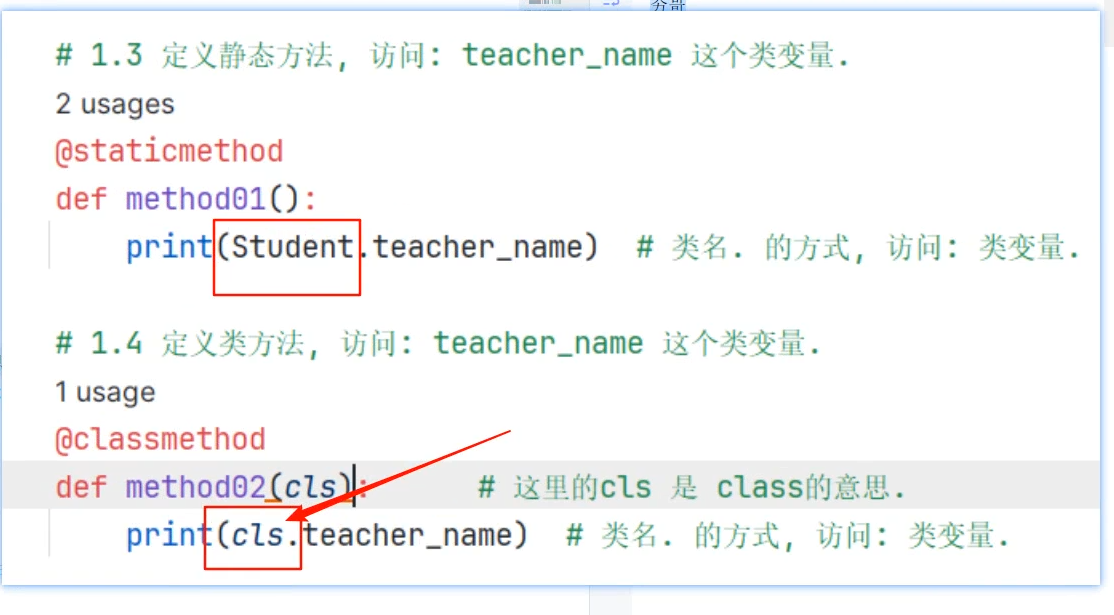 夯哥
# 1.3 定义静态方法, 访问: teacher_name 这个类变量.
2 usages
@staticmethod
def method01():
print(Student.teacher_name) # 类名. 的方式, 访问: 类变量.
# 1.4 定义类方法, 访问: teacher_name 这个类变量.
1 usage
@classmethod
def method02(cls): # 这里的cls 是 class的意思.
print(cls.teacher_name) # 类名. 的方式, 访问: 类变量.